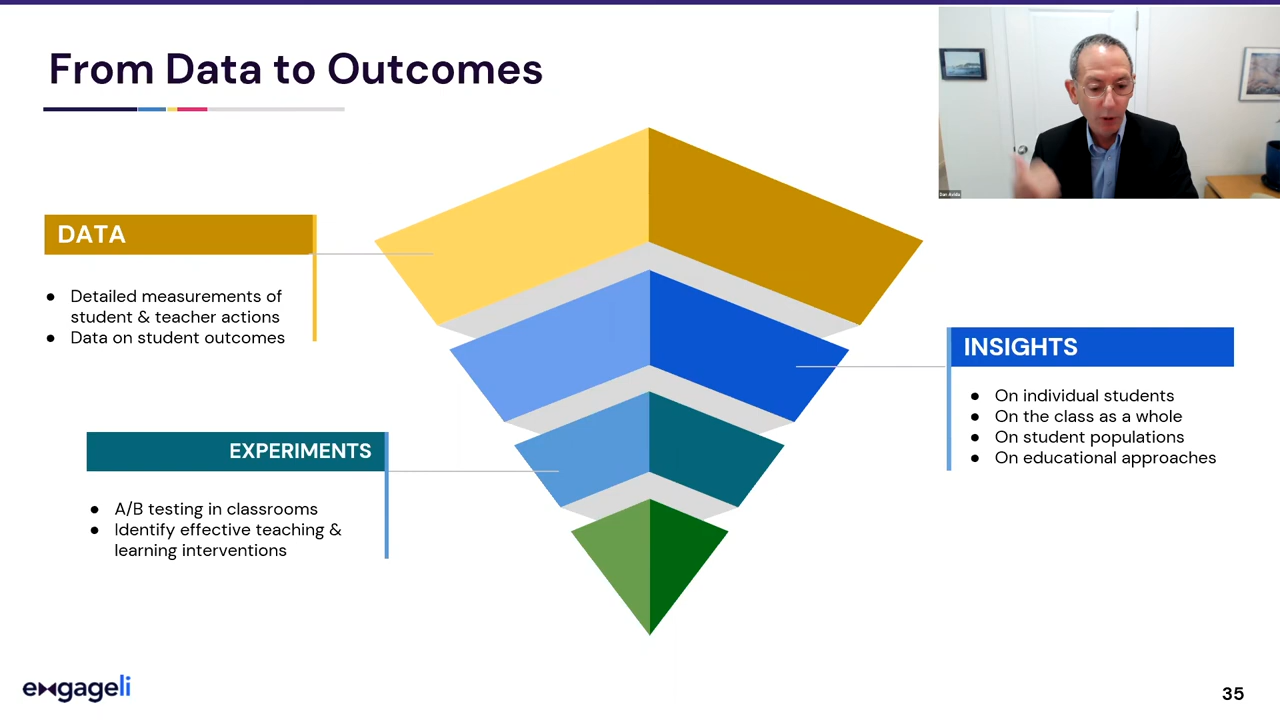 From Data to Outcomes
DATA
● Detailed measurements of
student & teacher actions
● Data on student outcomes
INSIGHTS
● On individual students
● On the class as a whole
● On student populations
● On educational approaches
EXPERIMENTS
● A/B testing in classrooms
● Identify effective teaching &
learning interventions
engageli
35